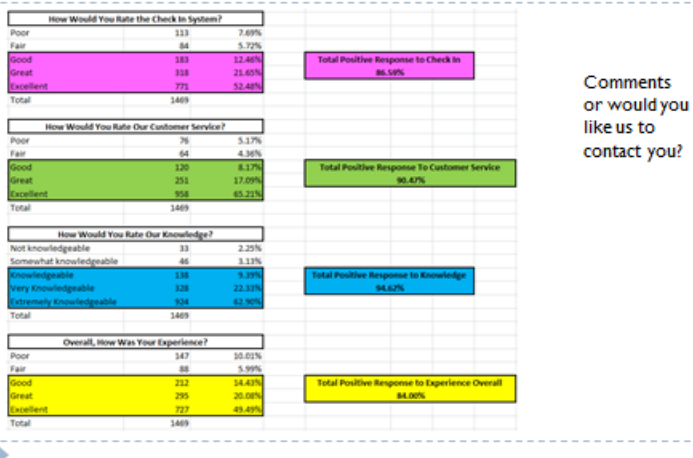 How Would You Rate the Check In System?
Poor 113 7.69%
Fair 84 5.72%
Good 183 12.46%
Great 318 21.65%
Excellent 771 52.48%
Total 1469
Total Positive Response to Check In
86.59%
How Would You Rate Our Customer Service?
Poor 76 5.17%
Fair 64 4.36%
Good 120 8.17%
Great 251 17.09%
Excellent 958 65.21%
Total 1469
Total Positive Response To Customer Service
90.47%
How Would You Rate Our Knowledge?
Not knowledgeable 33 2.25%
Somewhat knowledgeable 46 3.13%
Knowledgeable 138 9.39%
Very Knowledgeable 328 22.33%
Extremely Knowledgeable 924 62.90%
Total 1469
Total Positive Response to Knowledge
94.62%
Overall, How Was Your Experience?
Poor 147 10.01%
Fair 88 5.99%
Good 212 14.43%
Great 295 20.08%
Excellent 727 49.49%
Total 1469
Total Positive Response to Experience Overall
84.00%
Comments
or would you
like us to
contact you?